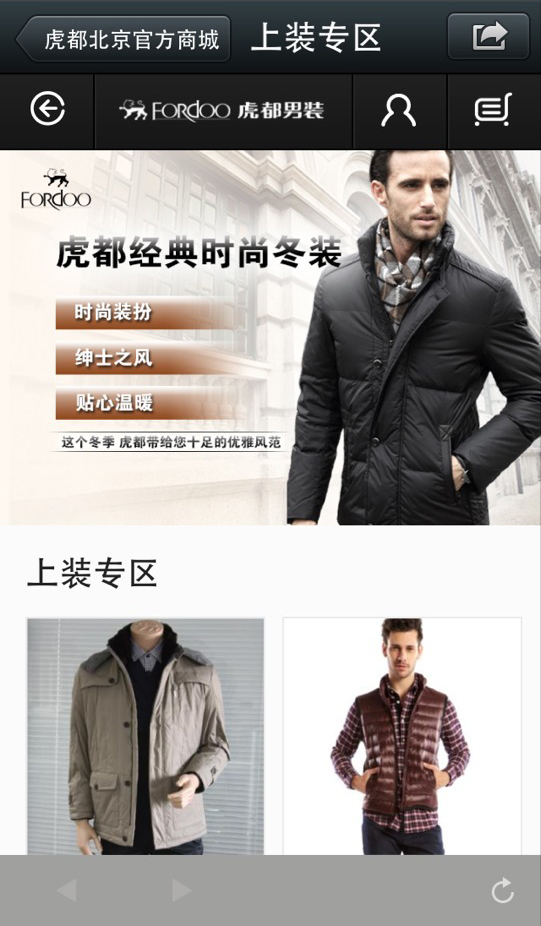 虎都北京官方商城
上装专区
FORDOO 虎都男装
FORDOO
虎都经典时尚冬装
时尚装扮
绅士之风
贴心温暖
这个冬季 虎都带给您十足的优雅风范
上装专区